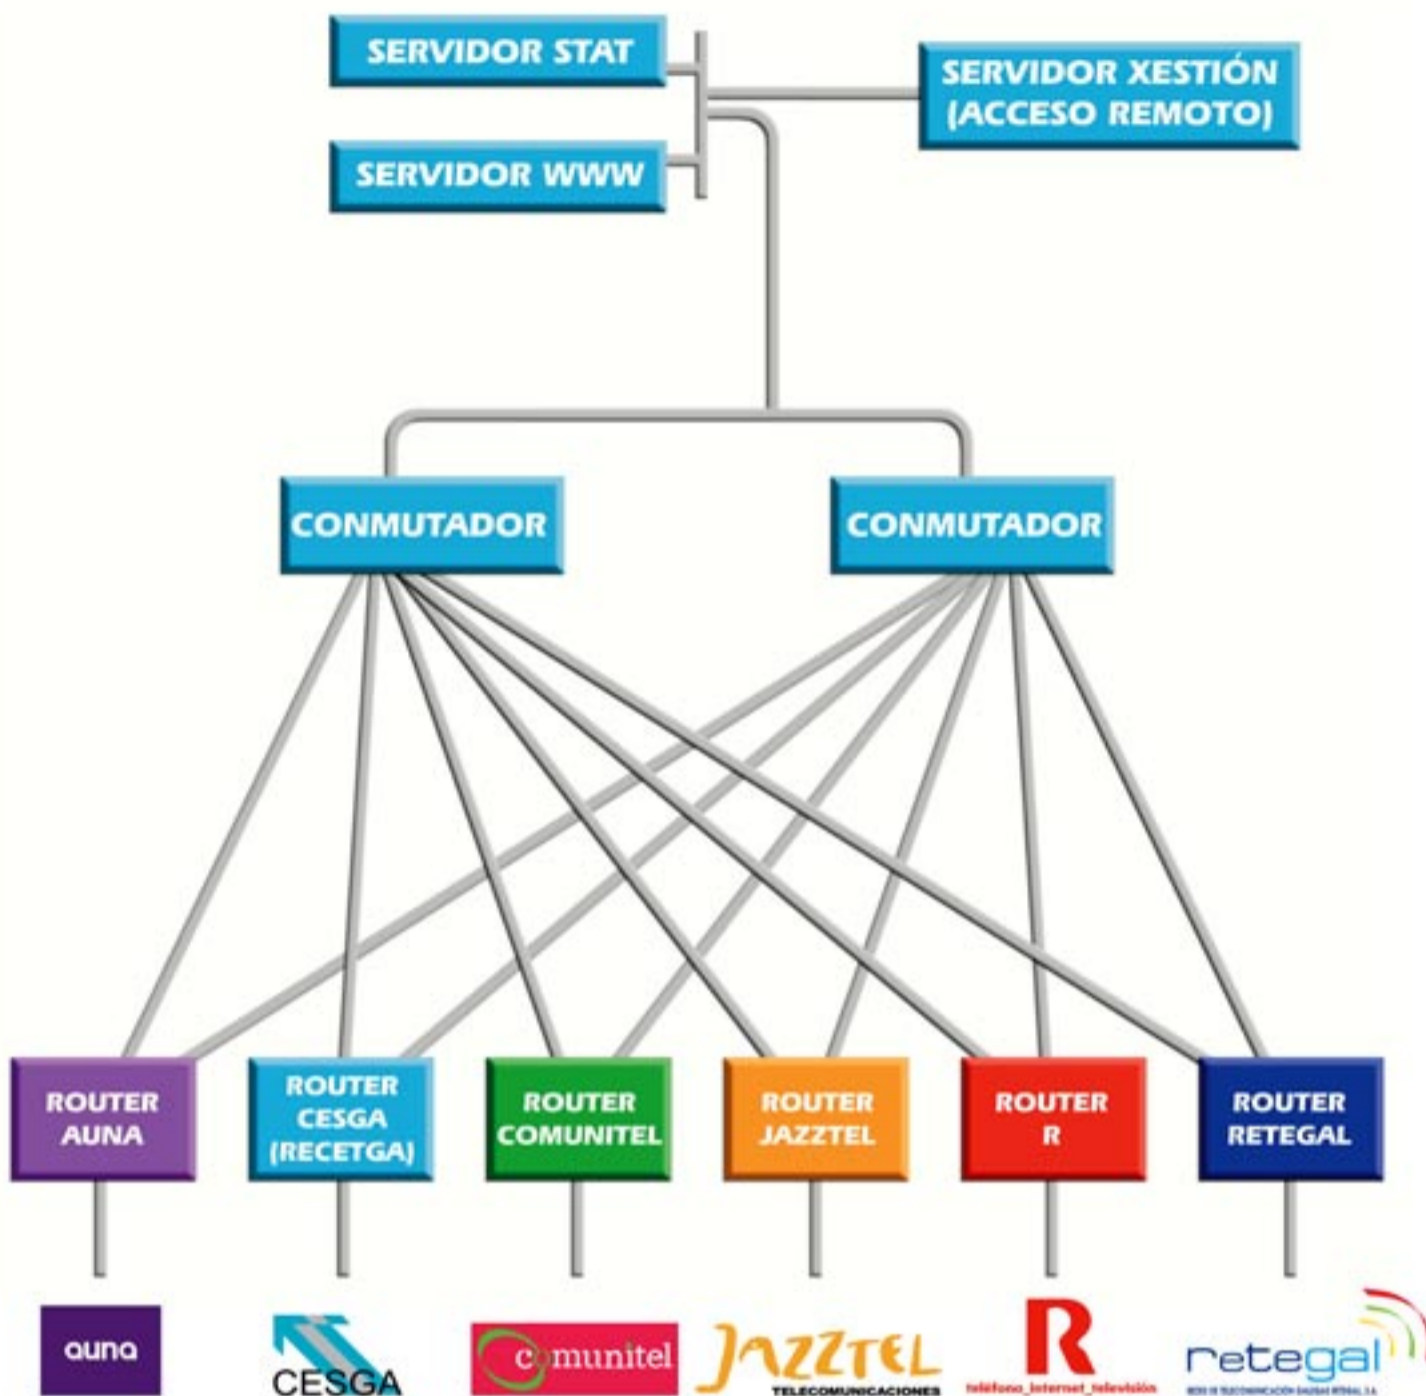 SERVIDOR STAT
SERVIDOR XESTIÓN
(ACCESO REMOTO)
SERVIDOR WWW
CONMUTADOR
CONMUTADOR
ROUTER
AUNA
ROUTER
CESGA
(RECETGA)
ROUTER
COMUNITEL
ROUTER
JAZZTEL
ROUTER
R
ROUTER
RETEGAL
auna
CESGA
comunitel
JAZZTEL
TELECOMUNICACIONES
R
teléfono_internet_televisión
retegal